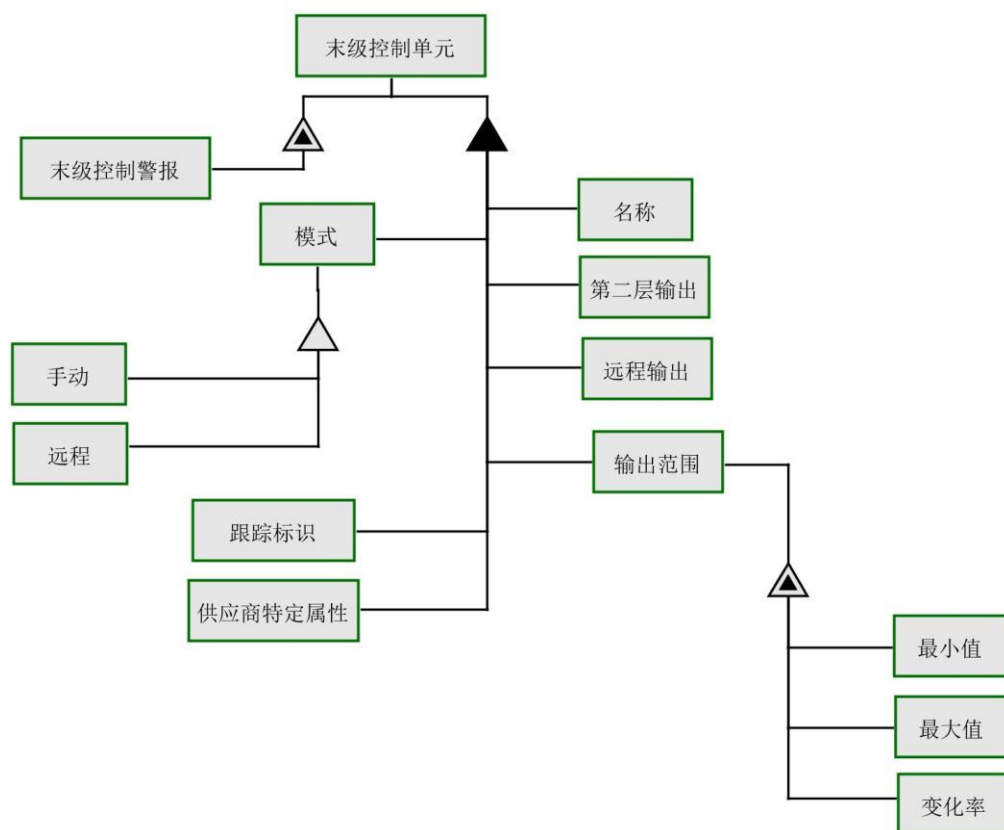 末级控制单元
末级控制警报
名称
模式
第二层输出
手动
远程输出
远程
输出范围
跟踪标识
供应商特定属性
最小值
最大值
变化率